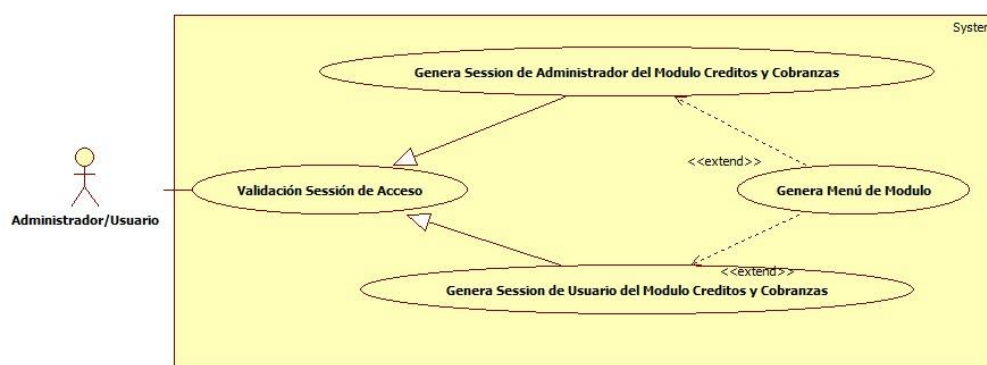 System
Genera Session de Administrador del Modulo Creditos y Cobranzas
<<extend>>
Validación Sessión de Acceso
Genera Menú de Modulo
Administrador/Usuario
<<extend>>
Genera Session de Usuario del Modulo Creditos y Cobranzas